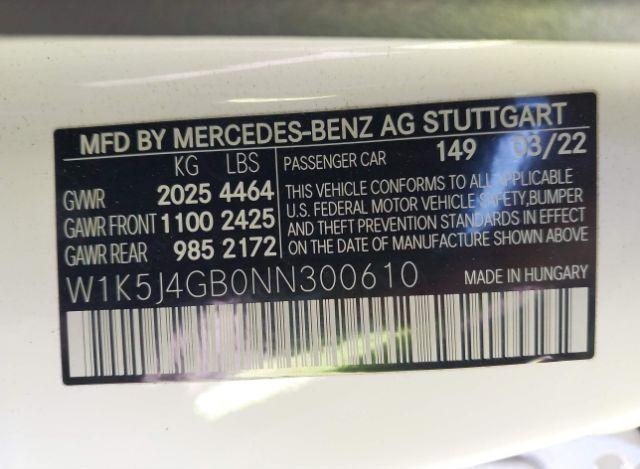 MFD BY MERCEDES-BENZ AG STUTTGART
KG LBS PASSENGER CAR 149 03/22
GVWR 2025 4464
GAWR FRONT 1100 2425
GAWR REAR 985 2172
THIS VEHICLE CONFORMS TO ALL APPLICABLE
U.S. FEDERAL MOTOR VEHICLE SAFETY, BUMPER
AND THEFT PREVENTION STANDARDS IN EFFECT
ON THE DATE OF MANUFACTURE SHOWN ABOVE.
W1K5J4GB0NN300610 MADE IN HUNGARY